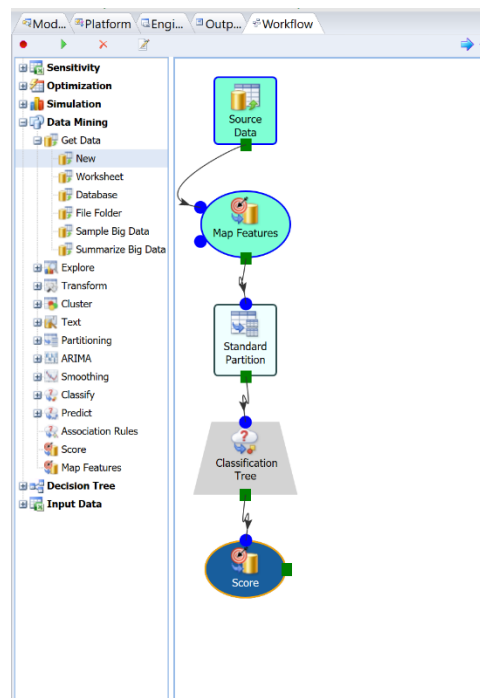 Mod... Platform Engi... Outp... Workflow
Sensitivity
Optimization
Simulation
Data Mining
Get Data
New
Worksheet
Database
File Folder
Sample Big Data
Summarize Big Data
Explore
Transform
Cluster
Text
Partitioning
ARIMA
Smoothing
Classify
Predict
Association Rules
Score
Map Features
Decision Tree
Input Data
Source
Data
Map Features
Standard
Partition
Classification
Tree
Score